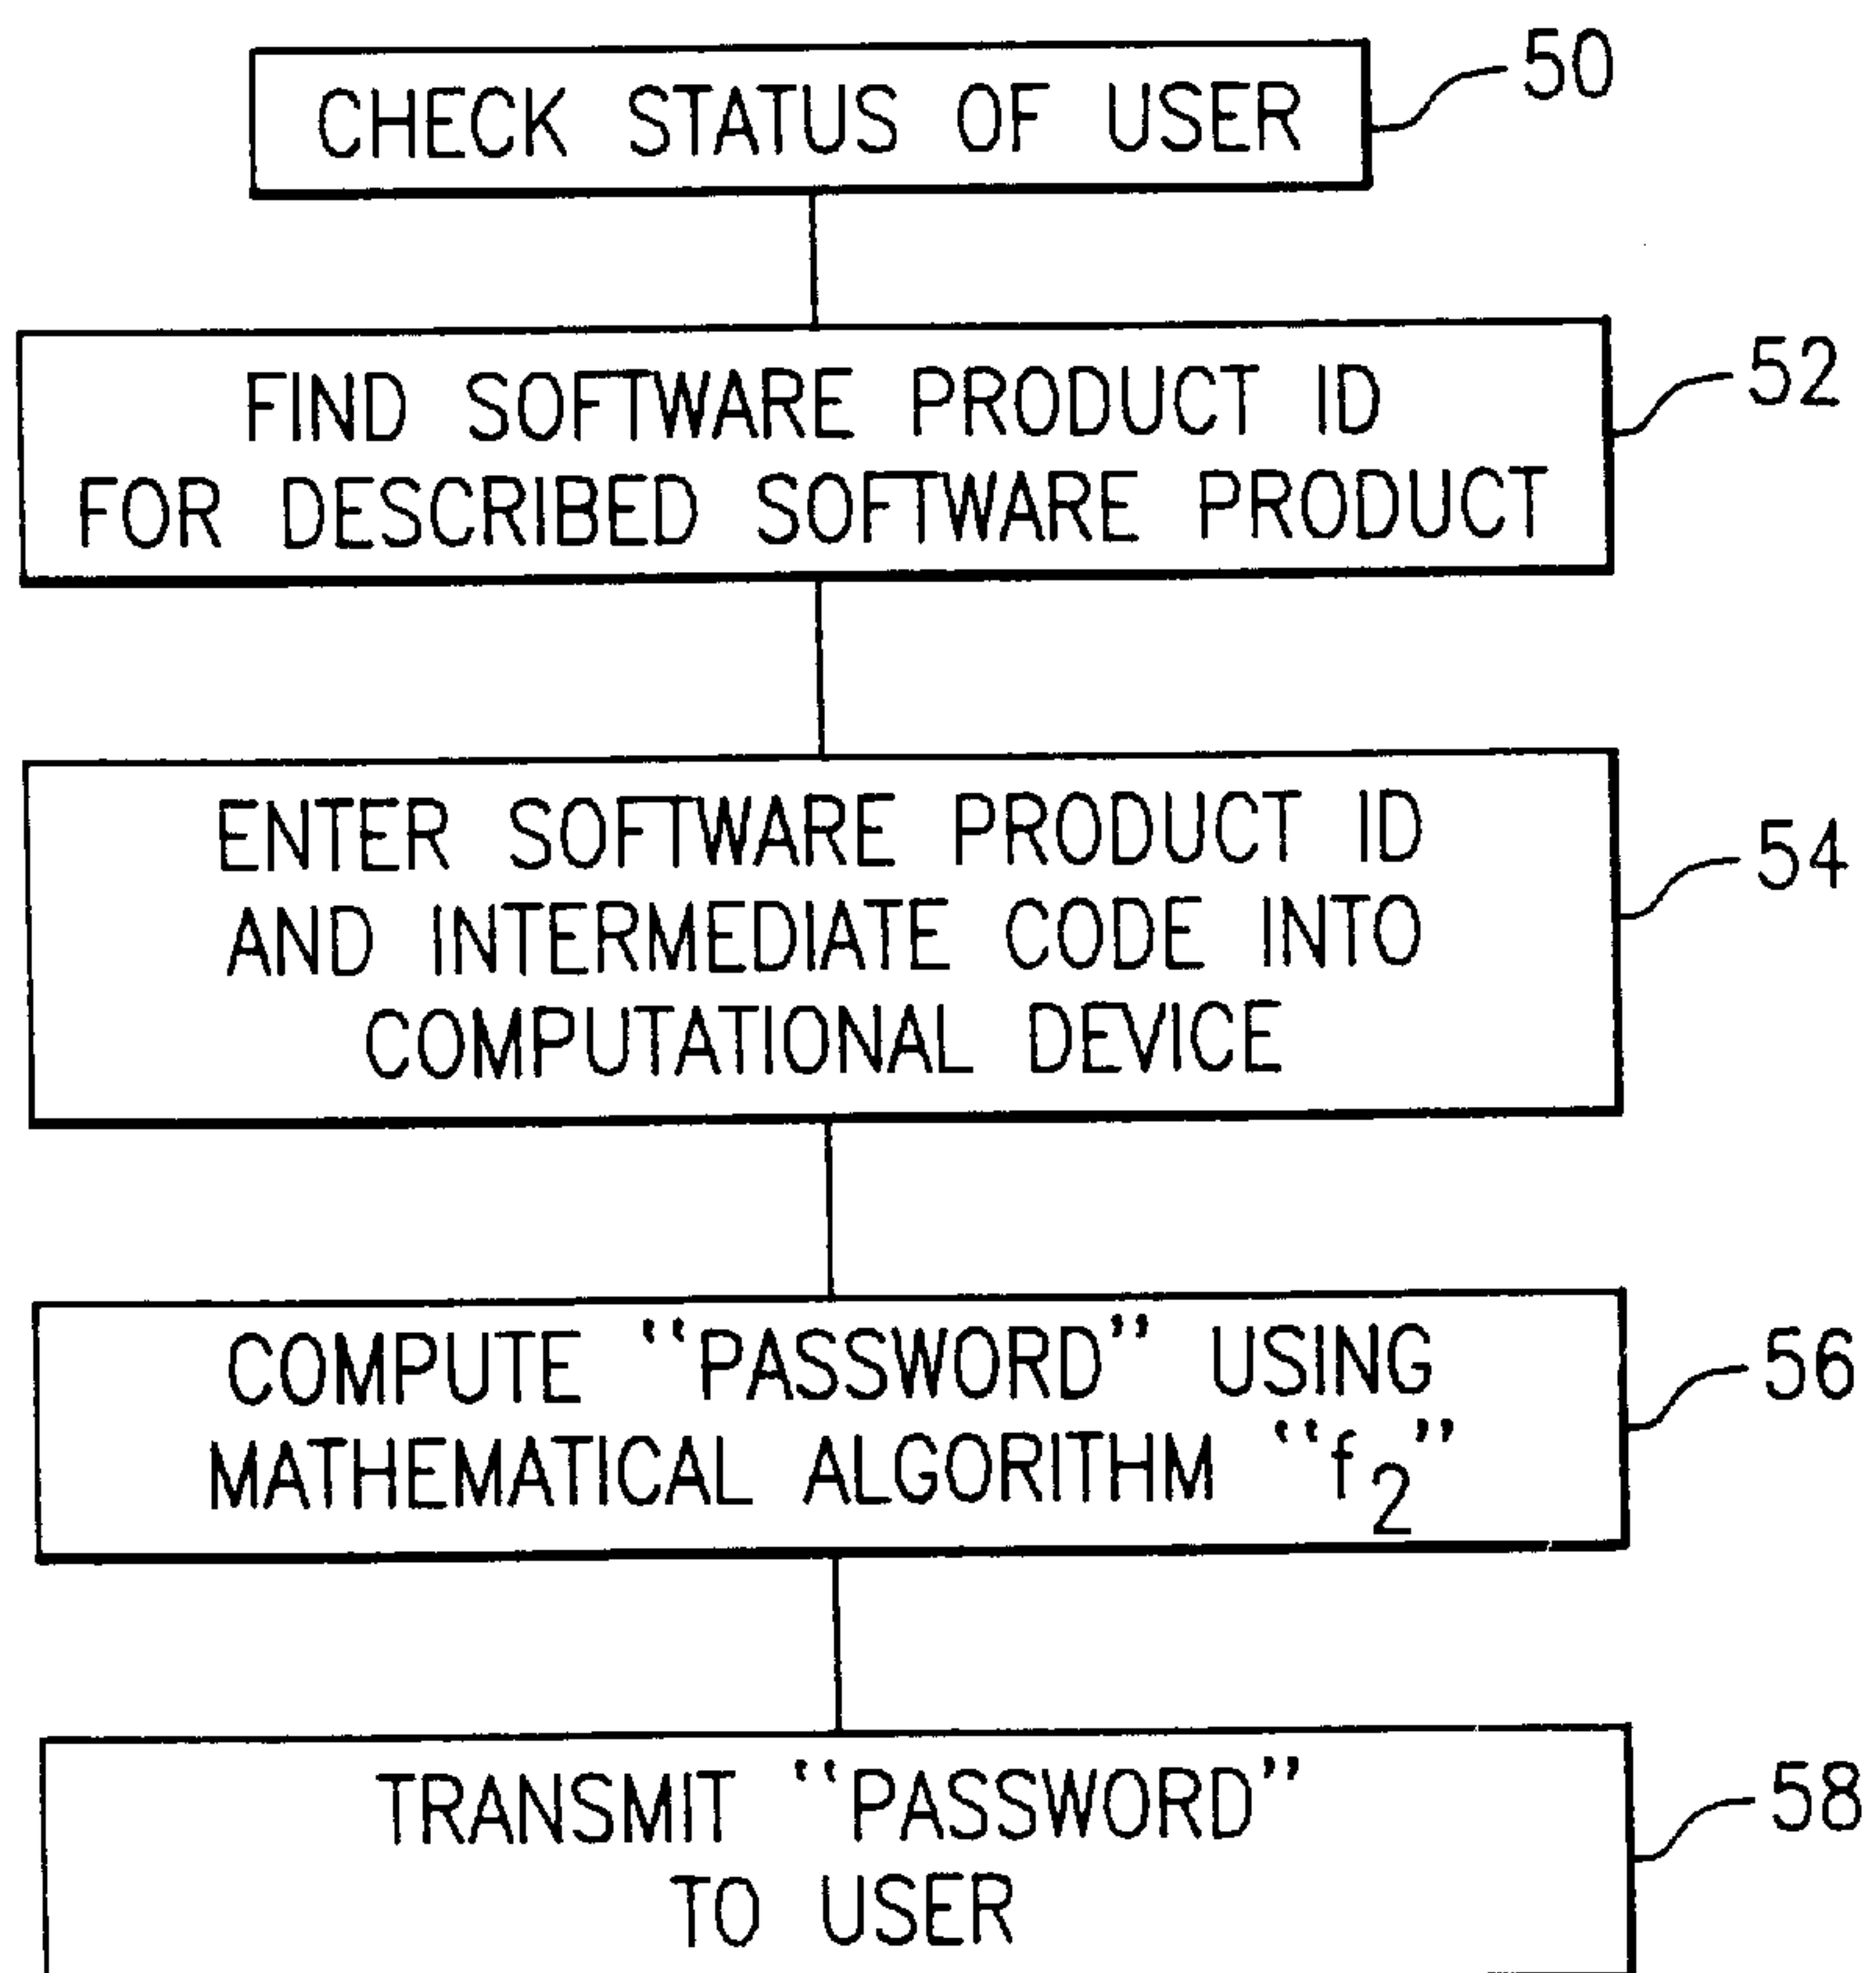 CHECK STATUS OF USER
50
FIND SOFTWARE PRODUCT ID
FOR DESCRIBED SOFTWARE PRODUCT
52
ENTER SOFTWARE PRODUCT ID
AND INTERMEDIATE CODE INTO
COMPUTATIONAL DEVICE
54
COMPUTE “PASSWORD” USING
MATHEMATICAL ALGORITHM “f₂”
56
TRANSMIT “PASSWORD”
TO USER
58